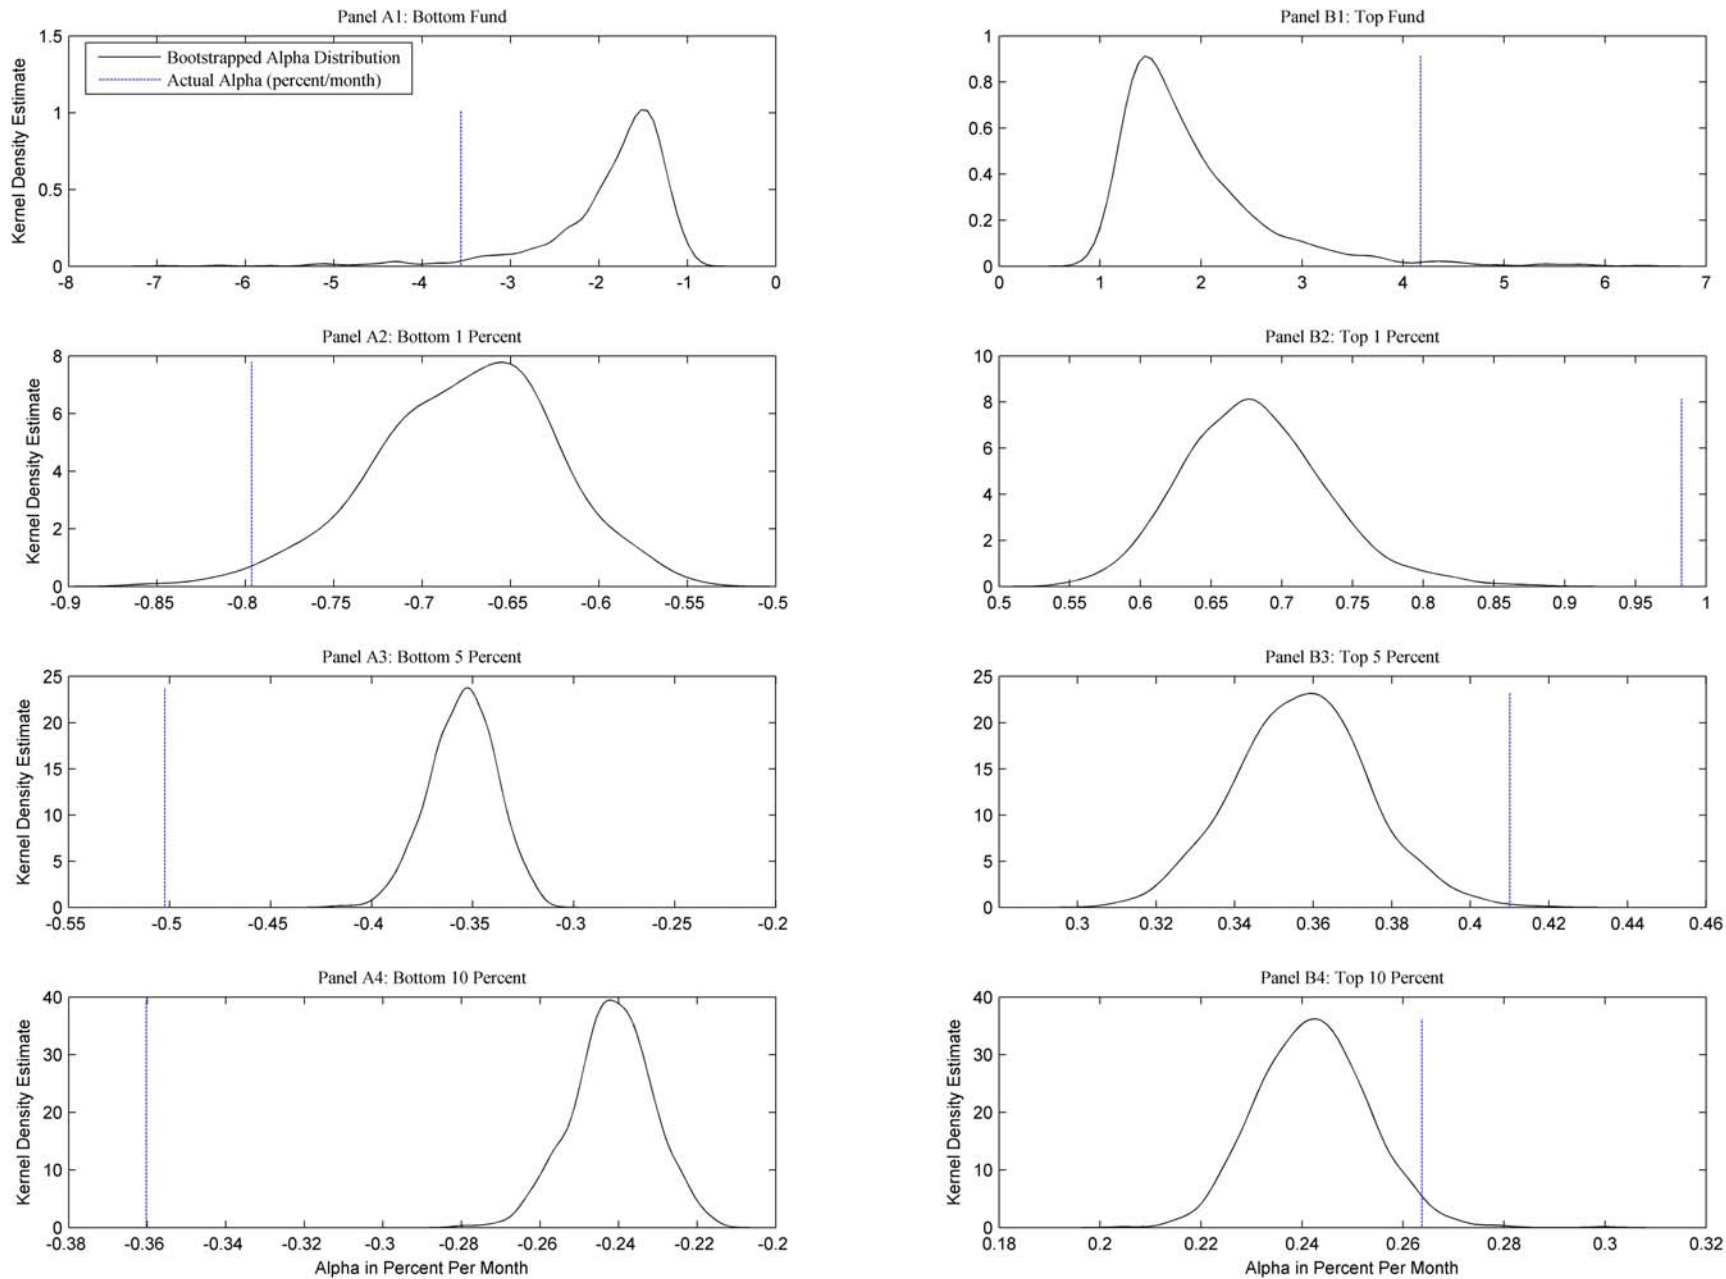 Panel A1: Bottom Fund
1.5
1
0.5
0
Kernel Density Estimate
Bootstrapped Alpha Distribution
Actual Alpha (percent/month)
-8 -7 -6 -5 -4 -3 -2 -1 0
Panel B1: Top Fund
1
0.8
0.6
0.4
0.2
0
0 1 2 3 4 5 6 7
Panel A2: Bottom 1 Percent
8
6
4
2
0
Kernel Density Estimate
-0.9 -0.85 -0.8 -0.75 -0.7 -0.65 -0.6 -0.55 -0.5
Panel B2: Top 1 Percent
10
8
6
4
2
0
0.5 0.55 0.6 0.65 0.7 0.75 0.8 0.85 0.9 0.95 1
Panel A3: Bottom 5 Percent
25
20
15
10
5
0
Kernel Density Estimate
-0.55 -0.5 -0.45 -0.4 -0.35 -0.3 -0.25 -0.2
Panel B3: Top 5 Percent
25
20
15
10
5
0
0.3 0.32 0.34 0.36 0.38 0.4 0.42 0.44 0.46
Panel A4: Bottom 10 Percent
40
30
20
10
0
Kernel Density Estimate
-0.38 -0.36 -0.34 -0.32 -0.3 -0.28 -0.26 -0.24 -0.22 -0.2
Alpha in Percent Per Month
Panel B4: Top 10 Percent
40
30
20
10
0
Kernel Density Estimate
0.18 0.2 0.22 0.24 0.26 0.28 0.3 0.32
Alpha in Percent Per Month